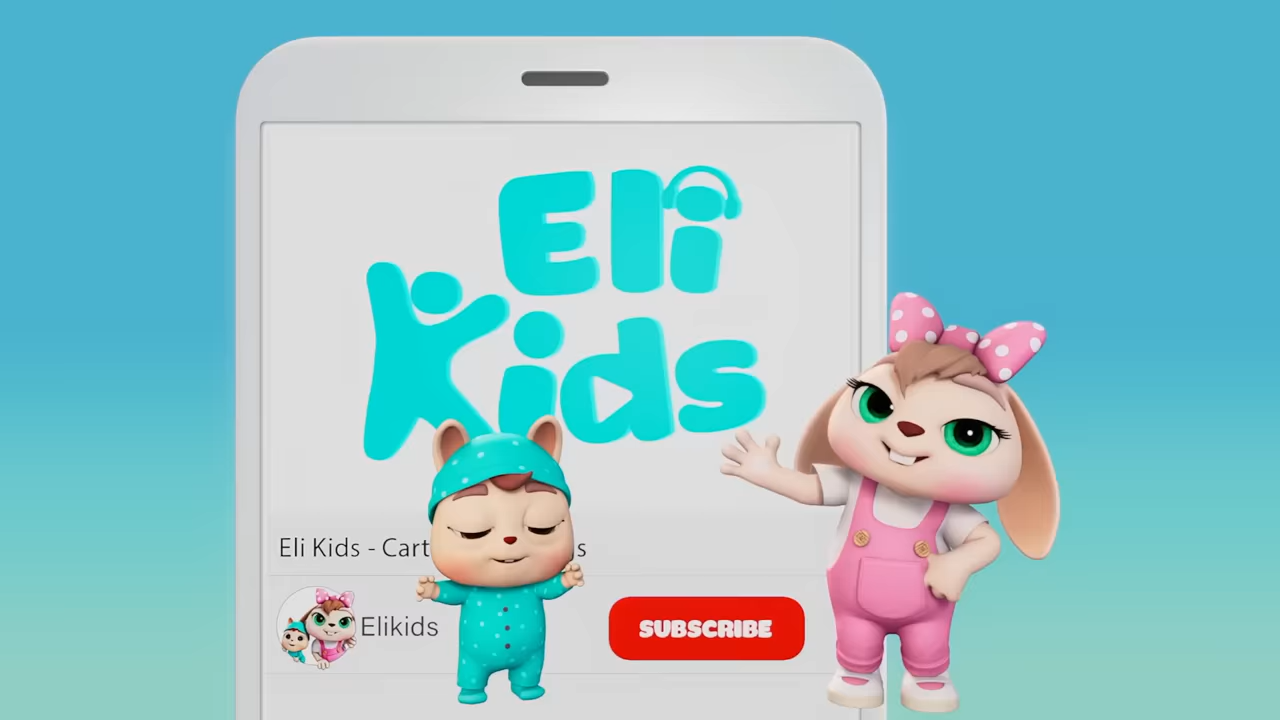 Eli
Kids
Eli Kids - Cart s
Elikids
SUBSCRIBE